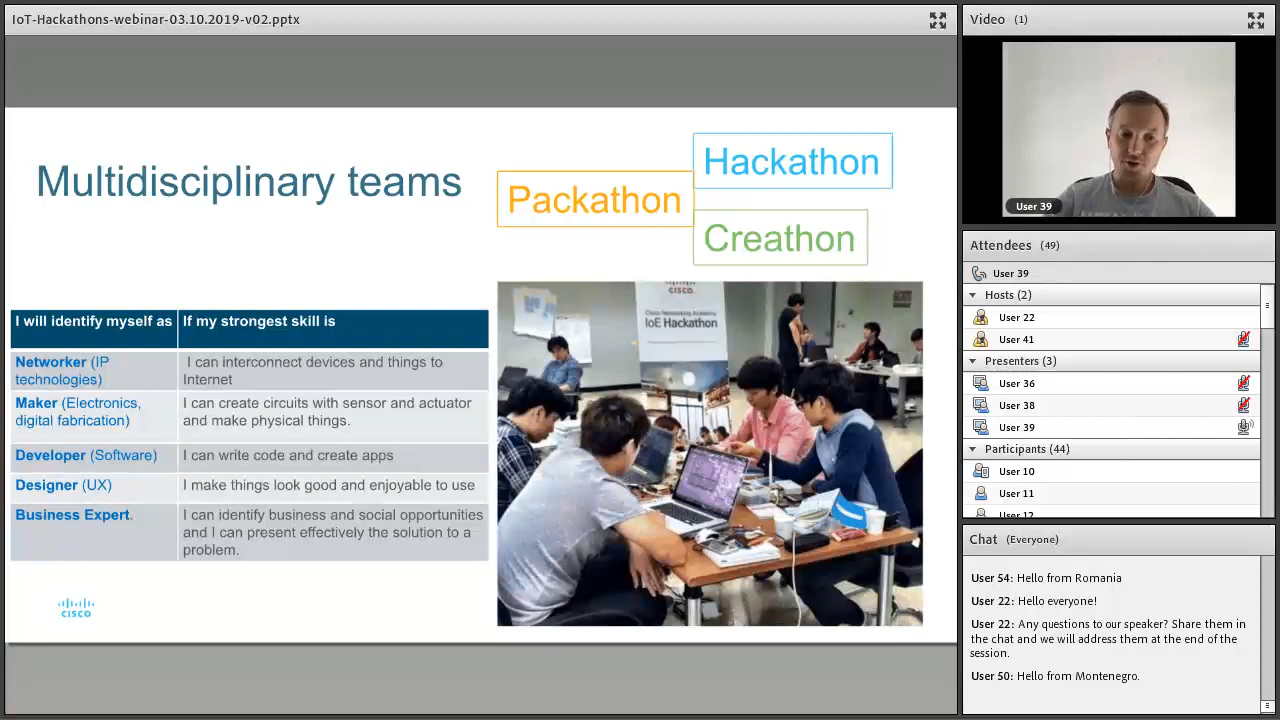 IoT-Hackathons-webinar-03.10.2019-v02.pptx
Multidisciplinary teams
Hackathon
Packathon
Creathon
I will identify myself as If my strongest skill is
Networker (IP
technologies)
I can interconnect devices and things to
Internet
Maker (Electronics,
digital fabrication)
I can create circuits with sensor and actuator
and make physical things.
Developer (Software)
I can write code and create apps
Designer (UX)
I make things look good and enjoyable to use
Business Expert.
I can identify business and social opportunities
and I can present effectively the solution to a
problem.
CISCO
CISCO.
Cisco Networking Academy
IoE Hackathon
Video (1)
User 39
Attendees (49)
User 39
Hosts (2)
User 22
User 41
Presenters (3)
User 36
User 38
User 39
Participants (44)
User 10
User 11
User 12
Chat (Everyone)
User 54: Hello from Romania
User 22: Hello everyone!
User 22: Any questions to our speaker? Share them in
the chat and we will address them at the end of the
session.
User 50: Hello from Montenegro.